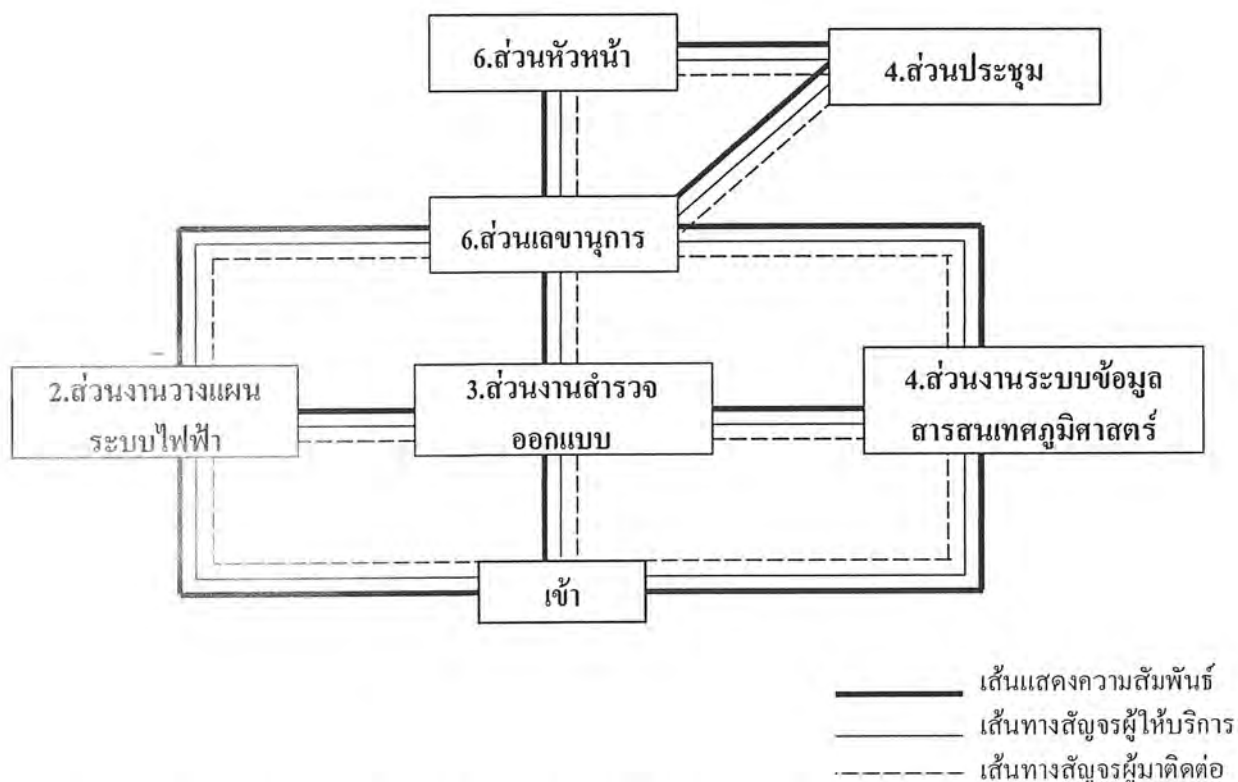 6.ส่วนหัวหน้า
4.ส่วนประชุม
6.ส่วนเลขานุการ
2.ส่วนงานวางแผน
ระบบไฟฟ้า
3.ส่วนงานสำรวจ
ออกแบบ
4.ส่วนงานระบบข้อมูล
สารสนเทศภูมิศาสตร์
เข้า
เส้นแสดงความสัมพันธ์
เส้นทางสัญจรผู้ให้บริการ
เส้นทางสัญจรผู้มาติดต่อ